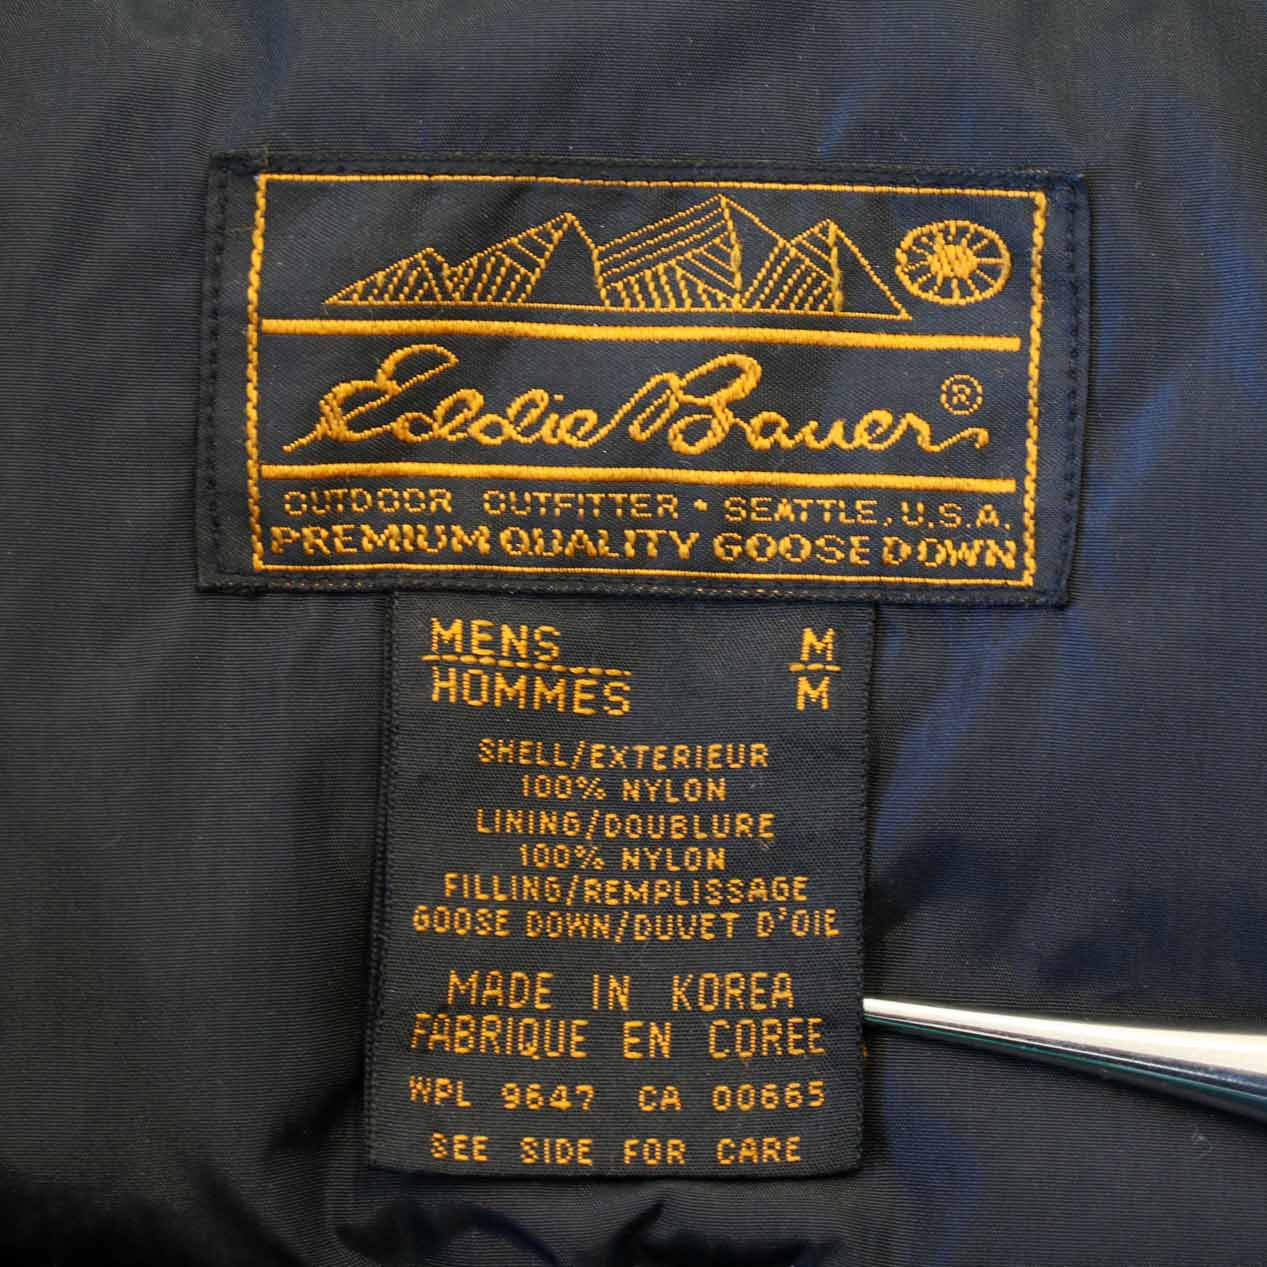 Eddie Bauer®
OUTDOOR OUTFITTER • SEATTLE, U.S.A.
PREMIUM QUALITY GOOSE DOWN
MENS M
HOMMES M
SHELL/EXTERIEUR
100% NYLON
LINING/DOUBLURE
100% NYLON
FILLING/REMPLISSAGE
GOOSE DOWN/DUVET D'OIE
MADE IN KOREA
FABRIQUE EN COREE
WPL 9647 CA 00665
SEE SIDE FOR CARE